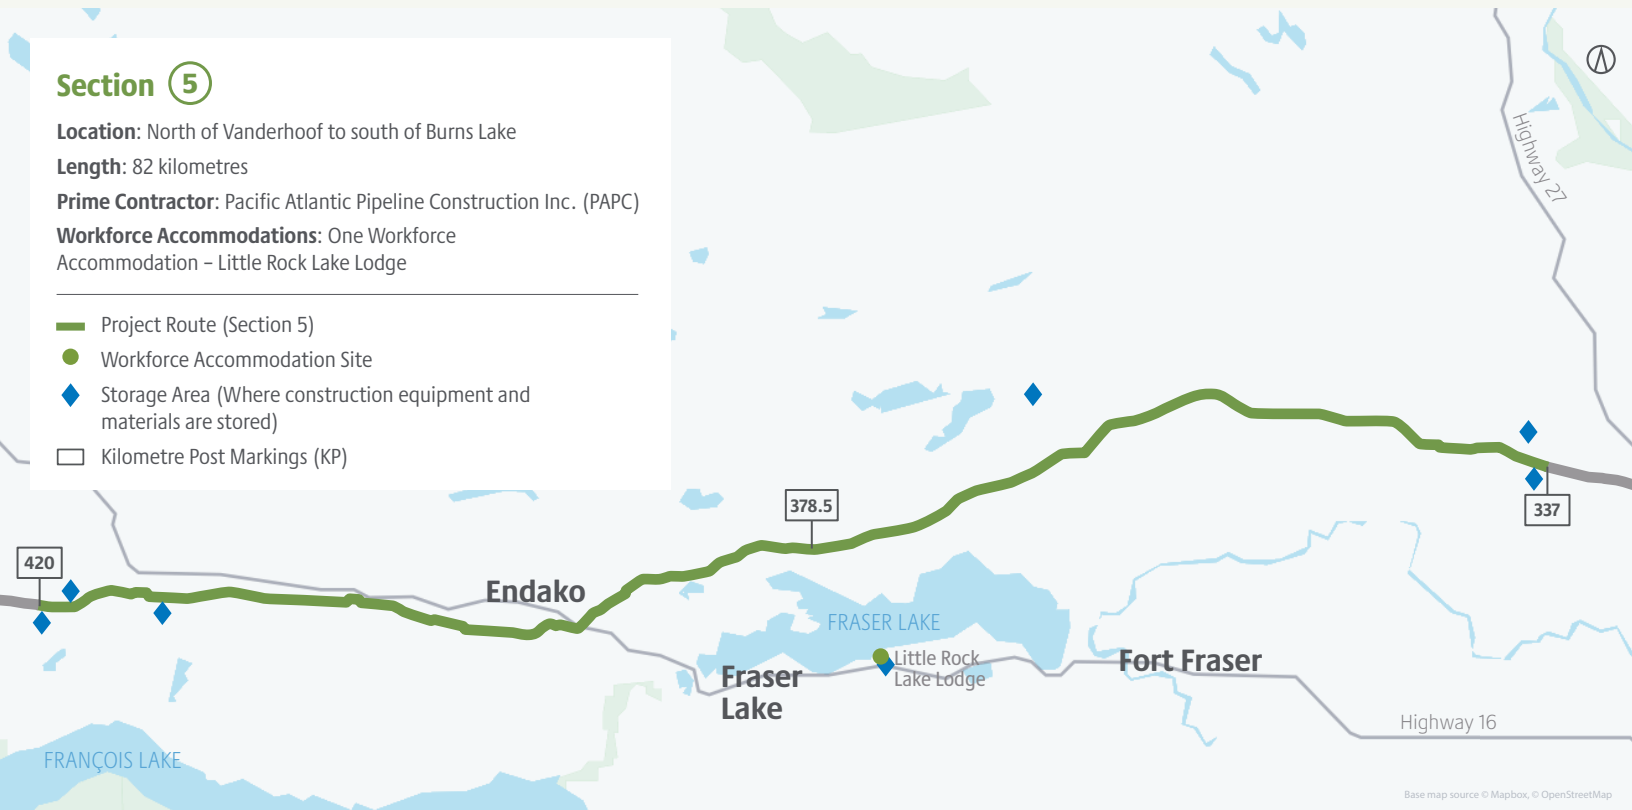 Section 5
Location: North of Vanderhoof to south of Burns Lake
Length: 82 kilometres
Prime Contractor: Pacific Atlantic Pipeline Construction Inc. (PAPC)
Workforce Accommodations: One Workforce
Accommodation – Little Rock Lake Lodge
Project Route (Section 5)
Workforce Accommodation Site
Storage Area (Where construction equipment and
materials are stored)
Kilometre Post Markings (KP)
Highway 27
378.5
337
420
Endako
FRASER LAKE
Little Rock
Lake Lodge
Fort Fraser
Fraser
Lake
Highway 16
FRANÇOIS LAKE
Base map source © Mapbox, © OpenStreetMap